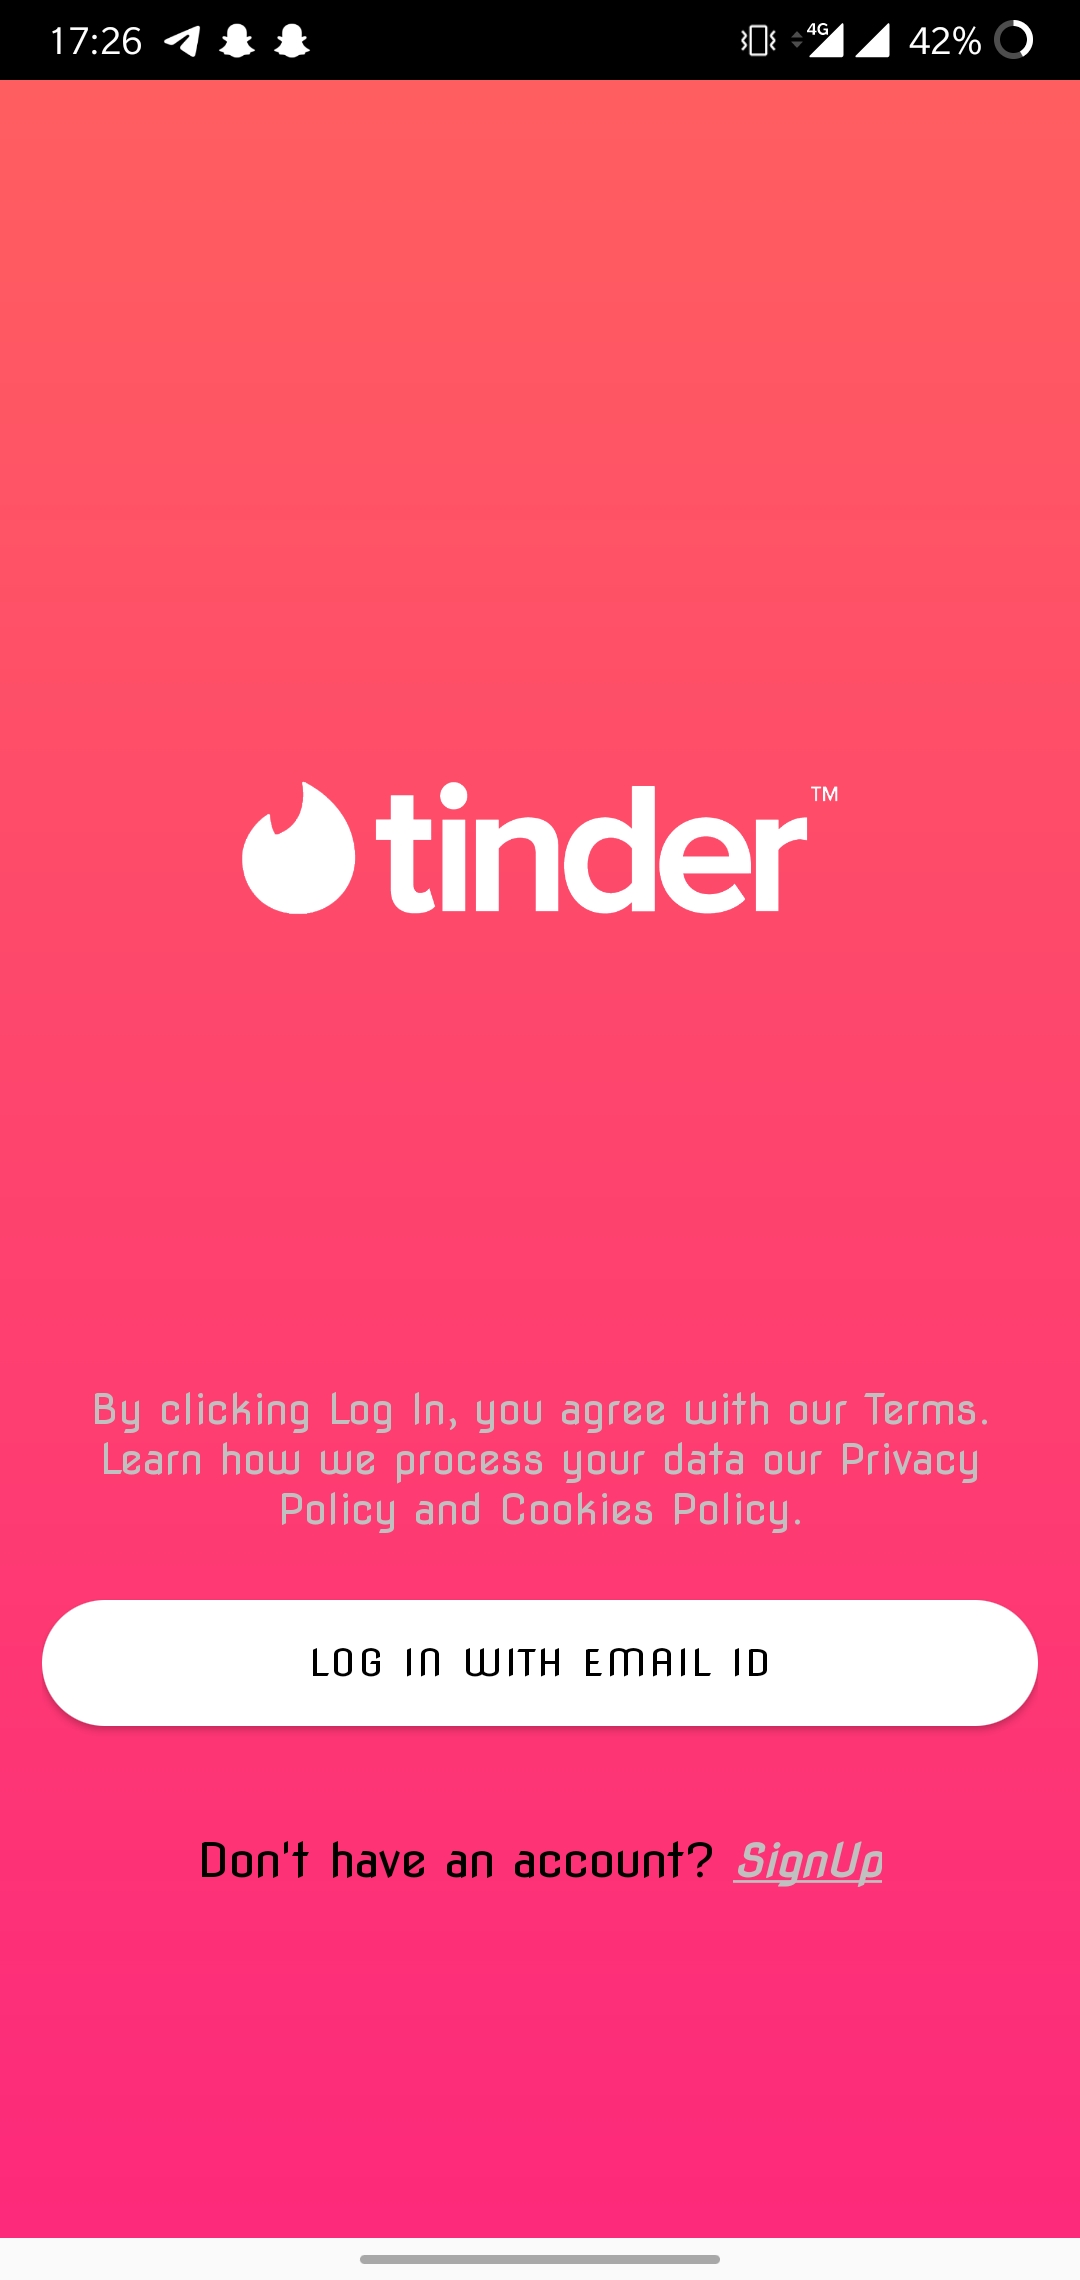 17:26 4G 42%
tinder™
By clicking Log In, you agree with our Terms.
Learn how we process your data our Privacy
Policy and Cookies Policy.
LOG IN WITH EMAIL ID
Don't have an account? SignUp